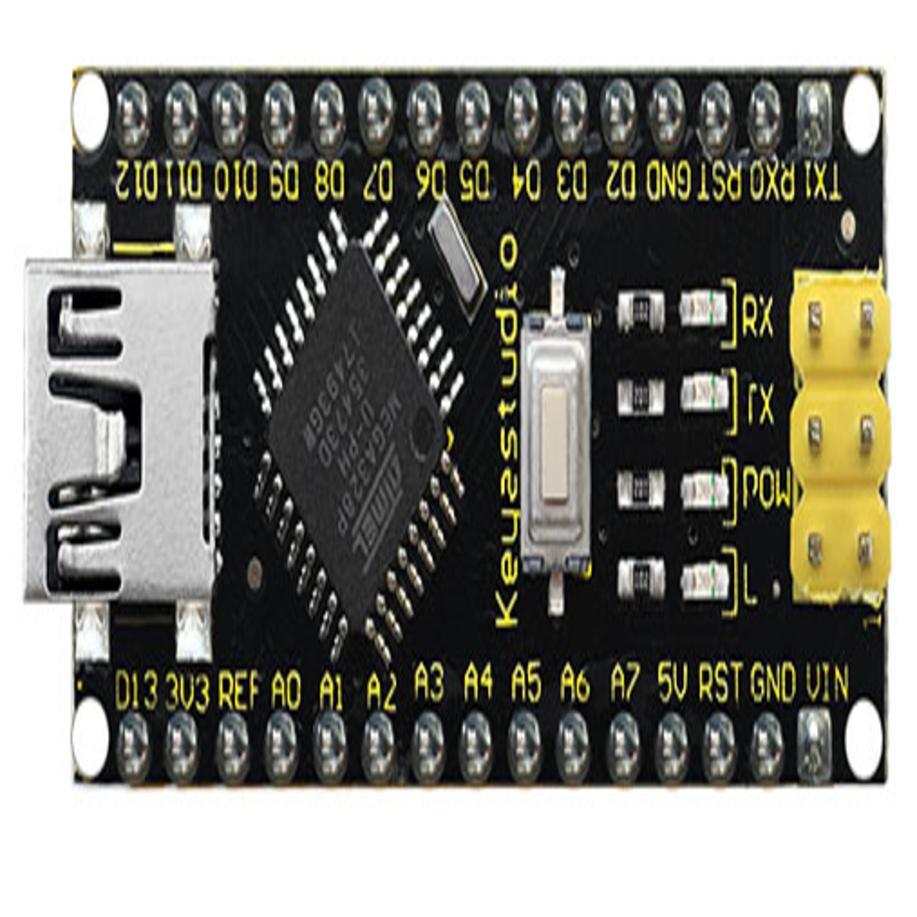 D12 D11 D10 D9 D8 D7 D6 D5 D4 D3 D2 GND RST RX0 TX1
Keyestudio
ATMEL
MEGA328P
U-PH
35473D
RX
TX
POW
L
1
D13 3V3 REF A0 A1 A2 A3 A4 A5 A6 A7 5V RST GND VIN